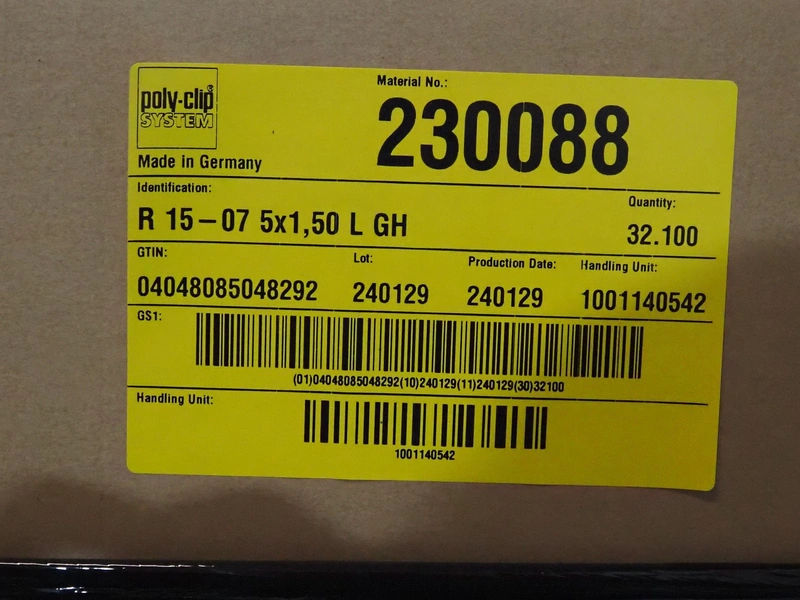 poly-clip®
SYSTEM
Made in Germany
Material No.:
230088
Identification:
R 15–07 5x1,50 L GH
Quantity:
32.100
GTIN:
04048085048292
Lot:
240129
Production Date:
240129
Handling Unit:
1001140542
GS1:
(01)04048085048292(10)240129(11)240129(30)32100
Handling Unit:
1001140542